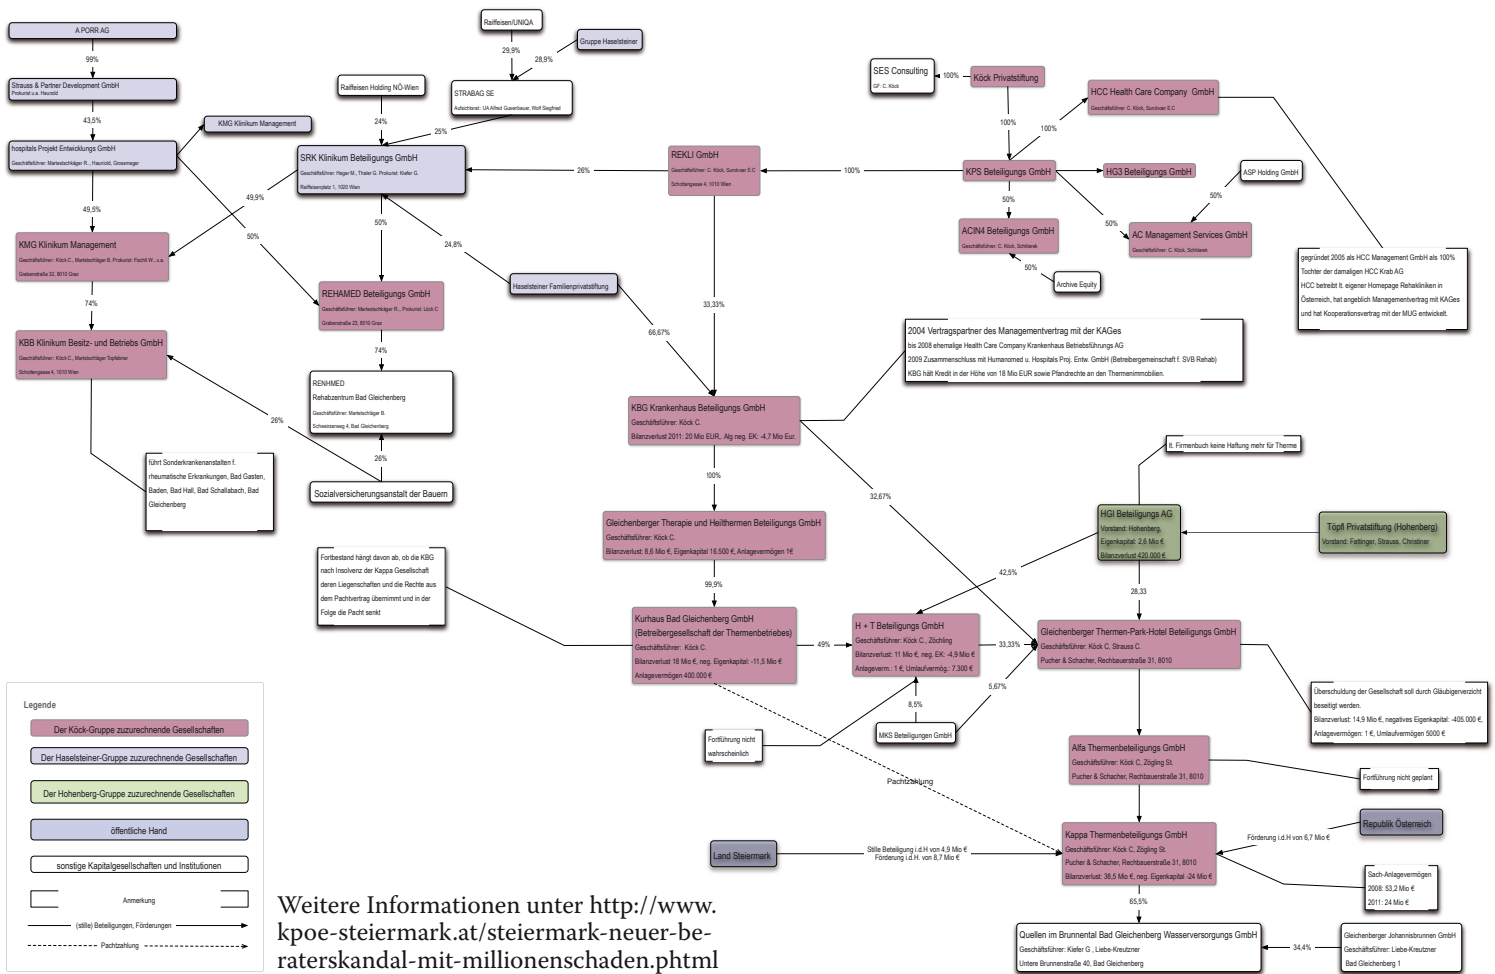 A PORR AG
99%
Strauss & Partner Development GmbH
Prokurist u.a. Haunold
43,5%
hospitals Projekt Entwicklungs GmbH
Geschäftsführer: Martetschkäger R.., Haunold, Grossmeger
KMG Klinikum Management
49,5%
50%
KMG Klinikum Management
Geschäftsführer: Köck C., Martetschläger B. Prokurist: Fischl W., u.a.
Grabenstraße 32, 8010 Graz
74%
KBB Klinikum Besitz- und Betriebs GmbH
Geschäftsführer: Köck C., Martetschläger Topfebner
Schottengasse 4, 1010 Wien
führt Sonderkrankenanstalten f.
rheumatische Erkrankungen, Bad Gasten,
Baden, Bad Hall, Bad Schallabach, Bad
Gleichenberg
Raiffeisen/UNIQA
29,9%
Gruppe Haselsteiner
28,9%
STRABAG SE
Aufsichtsrat: UA Alfred Gusenbauer, Wolf Siegfried
Raiffeisen Holding NÖ-Wien
24%
25%
SRK Klinikum Beteiligungs GmbH
Geschäftsführer: Hager M., Thaler G. Prokurist: Kiefer G.
Raiffeisenplatz 1, 1020 Wien
49,9%
50%
24,8%
REHAMED Beteiligungs GmbH
Geschäftsführer: Martetschläger R.., Prokurist: Löck C
Grabenstraße 23, 8010 Graz
74%
RENHMED
Rehabzentrum Bad Gleichenberg
Geschäftsführer: Martetschläger B.
Schweizerweg 4, Bad Gleichenberg
26%
26%
Sozialversicherungsanstalt der Bauern
Haselsteiner Familienprivatstiftung
66,67%
REKLI GmbH
Geschäftsführer: C. Köck, Sundvoer E.C
Schottengasse 4, 1010 Wien
26%
100%
33,33%
SES Consulting
GF: C. Köck
100%
Köck Privatstiftung
100%
KPS Beteiligungs GmbH
100%
HCC Health Care Company GmbH
Geschäftsführer: C. Köck, Sundvoer E.C
HG3 Beteiligungs GmbH
ASP Holding GmbH
50%
50%
50%
AC Management Services GmbH
Geschäftsführer: C. Köck, Schitarek
ACIN4 Beteiligungs GmbH
Geschäftsführer: C. Köck, Schitarek
50%
Archive Equity
gegründet 2005 als HCC Management GmbH als 100%
Tochter der damaligen HCC Krab AG
HCC betreibt lt. eigener Homepage Rehakliniken in
Österreich, hat angeblich Managementvertrag mit KAGes
und hat Kooperationsvertrag mit der MUG entwickelt.
2004 Vertragspartner des Managementvertrag mit der KAGes
bis 2008 ehemalige Health Care Company Krankenhaus Betriebsführungs AG
2009 Zusammenschluss mit Humanomed u. Hospitals Proj. Entw. GmbH (Betreibergemeinschaft f. SVB Rehab)
KBG hält Kredit in der Höhe von 18 Mio EUR sowie Pfandrechte an den Thermenimmobilien.
KBG Krankenhaus Beteiligungs GmbH
Geschäftsführer: Köck C.
Bilanzverlust 2011: 20 Mio EUR,. Alg neg. EK: -4,7 Mio Eur.
100%
32,67%
Gleichenberger Therapie und Heilthermen Beteiligungs GmbH
Geschäftsführer: Köck C.
Bilanzverlust: 8,6 Mio €, Eigenkapital 16.500 €, Anlagevermögen 1€
99,9%
Fortbestand hängt davon ab, ob die KBG
nach Insolvenz der Kappa Gesellschaft
deren Liegenschaften und die Rechte aus
dem Pachtvertrag übernimmt und in der
Folge die Pacht senkt
Kurhaus Bad Gleichenberg GmbH
(Betreibergesellschaft der Thermenbetriebes)
Geschäftsführer: Köck C.
Bilanzverlust 18 Mio €, neg. Eigenkapital: -11,5 Mio €
Anlagevermögen 400.000 €
49%
H + T Beteiligungs GmbH
Geschäftsführer: Köck C., Zöchling
Bilanzverlust: 11 Mio €, neg. EK: -4,9 Mio €
Anlageverm.: 1 €, Umlaufvermög.: 7.300 €
33,33%
8,5%
5,67%
MKS Beteiligungen GmbH
Fortführung nicht
wahrscheinlich
lt. Firmenbuch keine Haftung mehr für Therme
HGI Beteiligungs AG
Vorstand: Hohenberg,
Eigenkapital: 2,6 Mio €.
Bilanzverlust 420.000 €
Töpfl Privatstiftung (Hohenberg)
Vorstand: Fattinger, Strauss, Christiner
42,5%
28,33
Gleichenberger Thermen-Park-Hotel Beteiligungs GmbH
Geschäftsführer: Köck C, Strauss C.
Pucher & Schacher, Rechbauerstraße 31, 8010
Überschuldung der Gesellschaft soll durch Gläubigerverzicht
beseitigt werden.
Bilanzverlust: 14,9 Mio €, negatives Eigenkapital: -405.000 €,
Anlagevermögen: 1 €, Umlaufvermögen 5000 €
Alfa Thermenbeteiligungs GmbH
Geschäftsführer: Köck C, Zögling St.
Pucher & Schacher, Rechbauerstraße 31, 8010
Fortführung nicht geplant
Pachtzahlung
Republik Österreich
Förderung i.d.H von 6,7 Mio €
Land Steiermark
Stille Beteiligung i.d.H von 4,9 Mio €
Förderung i.d.H. von 8,7 Mio €
Kappa Thermenbeteiligungs GmbH
Geschäftsführer: Köck C, Zögling St.
Pucher & Schacher, Rechbauerstraße 31, 8010
Bilanzverlust: 38,5 Mio €, neg. Eigenkapital -24 Mio €
Sach-Anlagevermögen
2008: 53,2 Mio €
2011: 24 Mio €
65,5%
Quellen im Brunnental Bad Gleichenberg Wasserversorgungs GmbH
Geschäftsführer: Kiefer G , Liebe-Kreutzner
Untere Brunnenstraße 40, Bad Gleichenberg
34,4%
Gleichenberger Johannisbrunnen GmbH
Geschäftsführer: Liebe-Kreutzner
Bad Gleichenberg 1
Legende
Der Köck-Gruppe zuzurechnende Gesellschaften
Der Haselsteiner-Gruppe zuzurechnende Gesellschaften
Der Hohenberg-Gruppe zuzurechnende Gesellschaften
öffentliche Hand
sonstige Kapitalgesellschaften und Institutionen
Anmerkung
(stille) Beteiligungen, Förderungen
Pachtzahlung
Weitere Informationen unter http://www.
kpoe-steiermark.at/steiermark-neuer-be-
raterskandal-mit-millionenschaden.phtml